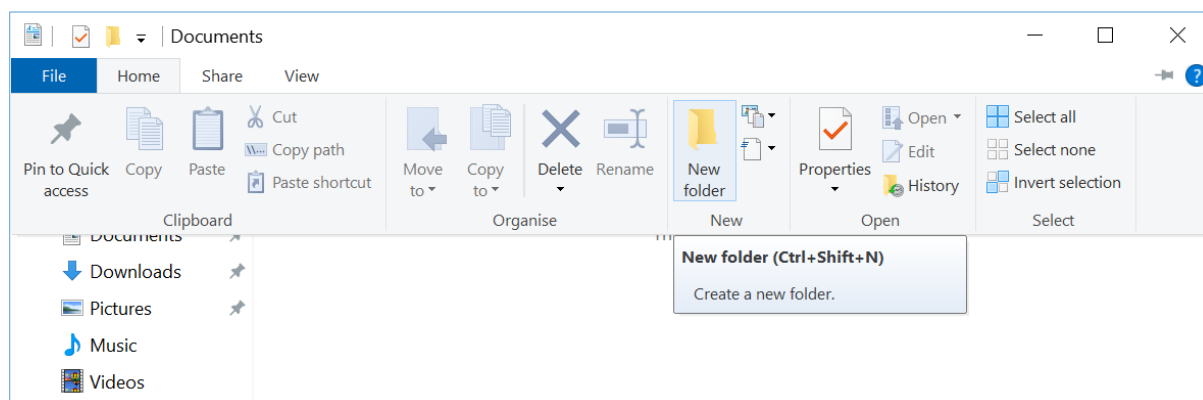 Documents
File Home Share View
?
Pin to Quick access
Copy
Paste
Cut
Copy path
Paste shortcut
Clipboard
Move to
Copy to
Delete
Rename
Organise
New folder
New
Properties
Open
Edit
History
Open
Select all
Select none
Invert selection
Select
New folder (Ctrl+Shift+N)
Create a new folder.
Documents
Downloads
Pictures
Music
Videos